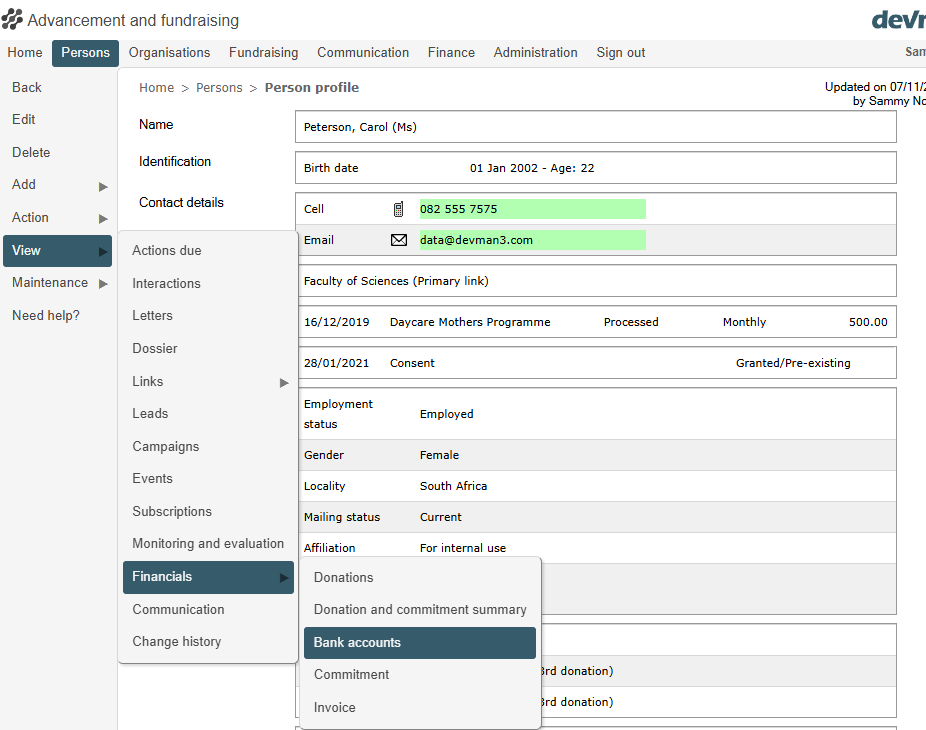 Advancement and fundraising
devm
Home Persons Organisations Fundraising Communication Finance Administration Sign out Sam
Back
Edit
Delete
Add
Action
View
Maintenance
Need help?
Home > Persons > Person profile
Updated on 07/11/2
by Sammy No
Name
Peterson, Carol (Ms)
Identification
Birth date 01 Jan 2002 - Age: 22
Contact details
Cell 082 555 7575
Email data@devman3.com
Faculty of Sciences (Primary link)
16/12/2019 Daycare Mothers Programme Processed Monthly 500.00
28/01/2021 Consent Granted/Pre-existing
Employment
status
Employed
Gender Female
Locality South Africa
Mailing status Current
Affiliation For internal use
3rd donation)
3rd donation)
Actions due
Interactions
Letters
Dossier
Links
Leads
Campaigns
Events
Subscriptions
Monitoring and evaluation
Financials
Communication
Change history
Donations
Donation and commitment summary
Bank accounts
Commitment
Invoice